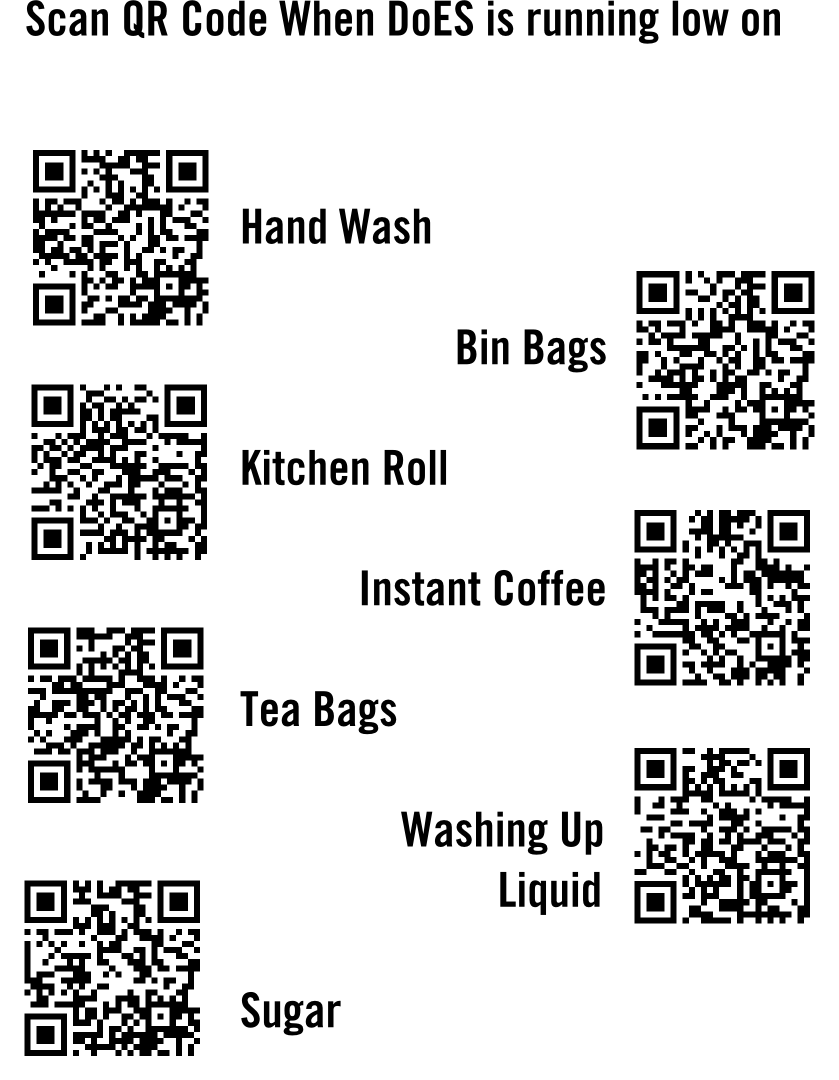 Scan QR Code When DoES is running low on
Hand Wash
Bin Bags
Kitchen Roll
Instant Coffee
Tea Bags
Washing Up
Liquid
Sugar